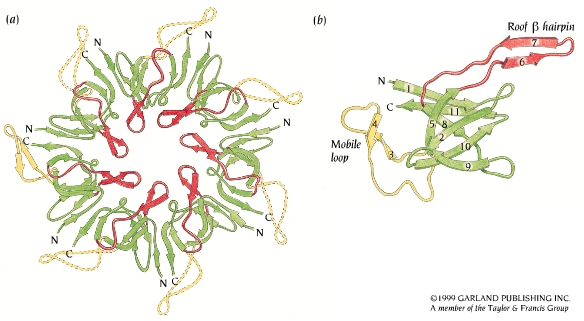 (a)
N
C
C
N
N
C
N
C
N
C
N
C
N
C
(b)
Roof β hairpin
7
6
N
1
C
11
4
5
8
2
Mobile
loop
3
10
9
©1999 GARLAND PUBLISHING INC.
A member of the Taylor & Francis Group